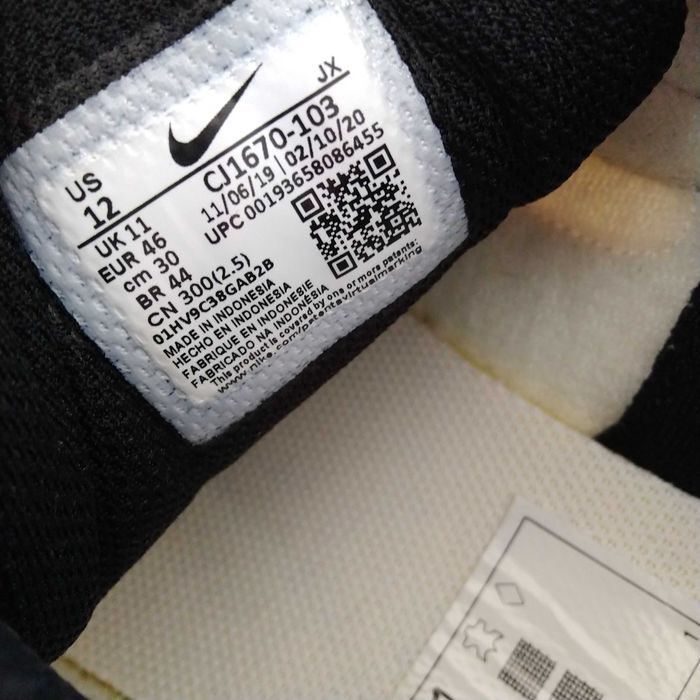 JX
US
12
CJ1670-103
11/06/19 | 02/10/20
UPC 00193658086455
UK 11
EUR 46
cm 30
BR 44
CN 300(2.5)
01HV9C38GAB2B
MADE IN INDONESIA
HECHO EN INDONESIA
FABRIQUE EN INDONESIE
FABRICADO NA INDONÉSIA
This product is covered by one or more patents:
www.nike.com/patentsvirtualmarking